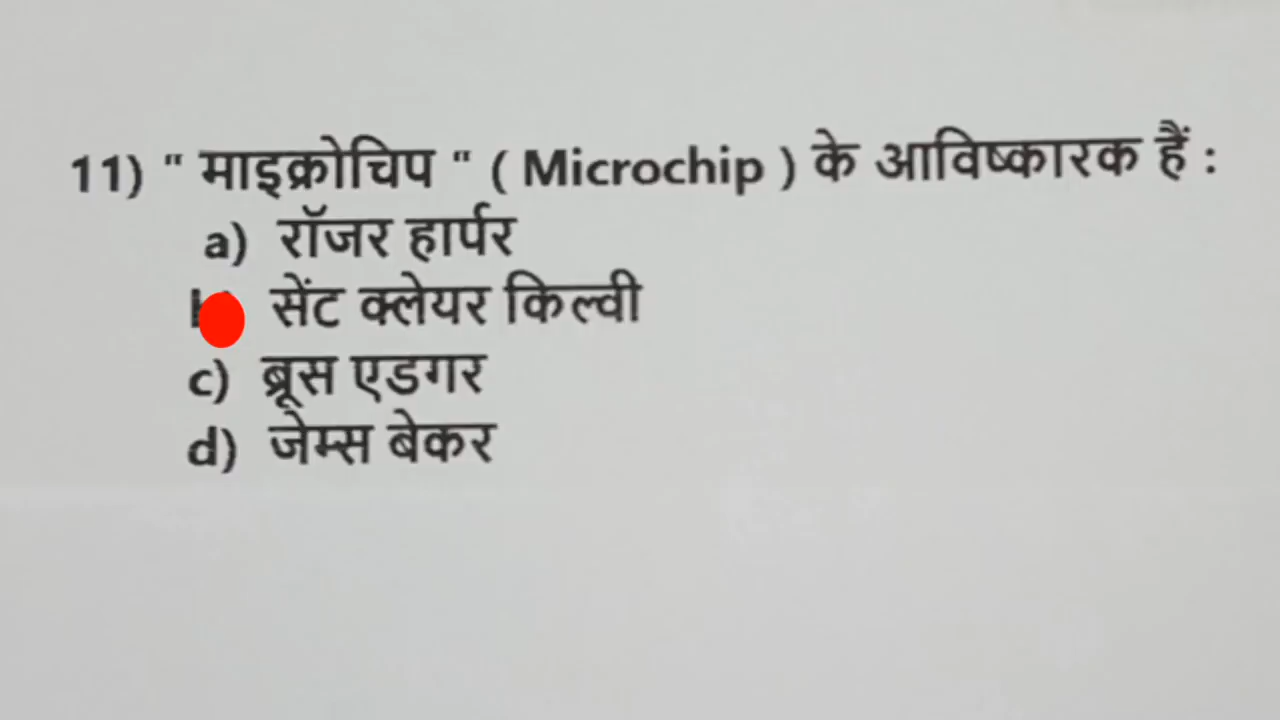 11) " माइक्रोचिप " ( Microchip ) के आविष्कारक हैं :
a) रॉजर हार्पर
सेंट क्लेयर किल्वी
c) ब्रूस एडगर
d) जेम्स बेकर